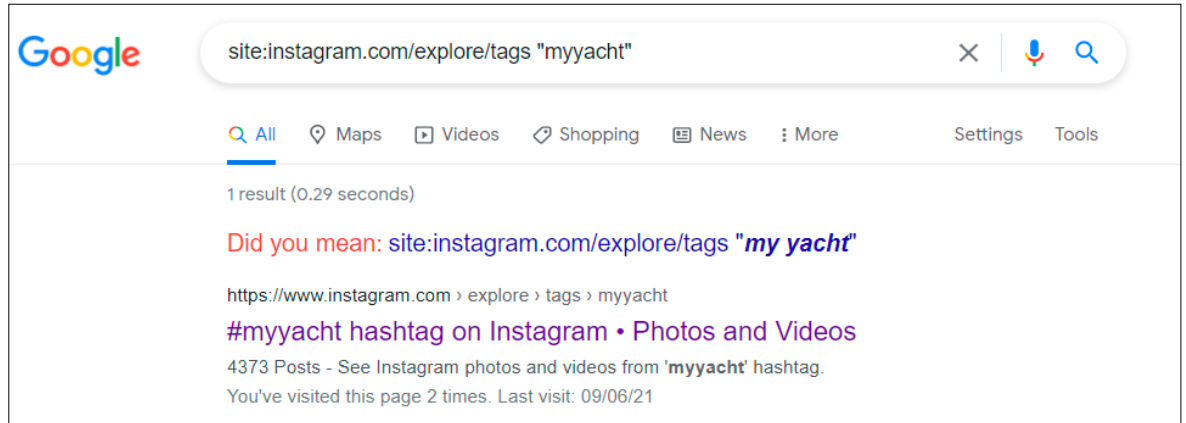 Google
site:instagram.com/explore/tags "myyacht"
All Maps Videos Shopping News More Settings Tools
1 result (0.29 seconds)
Did you mean: site:instagram.com/explore/tags "my yacht"
https://www.instagram.com › explore › tags › myyacht
#myyacht hashtag on Instagram • Photos and Videos
4373 Posts - See Instagram photos and videos from 'myyacht' hashtag.
You've visited this page 2 times. Last visit: 09/06/21